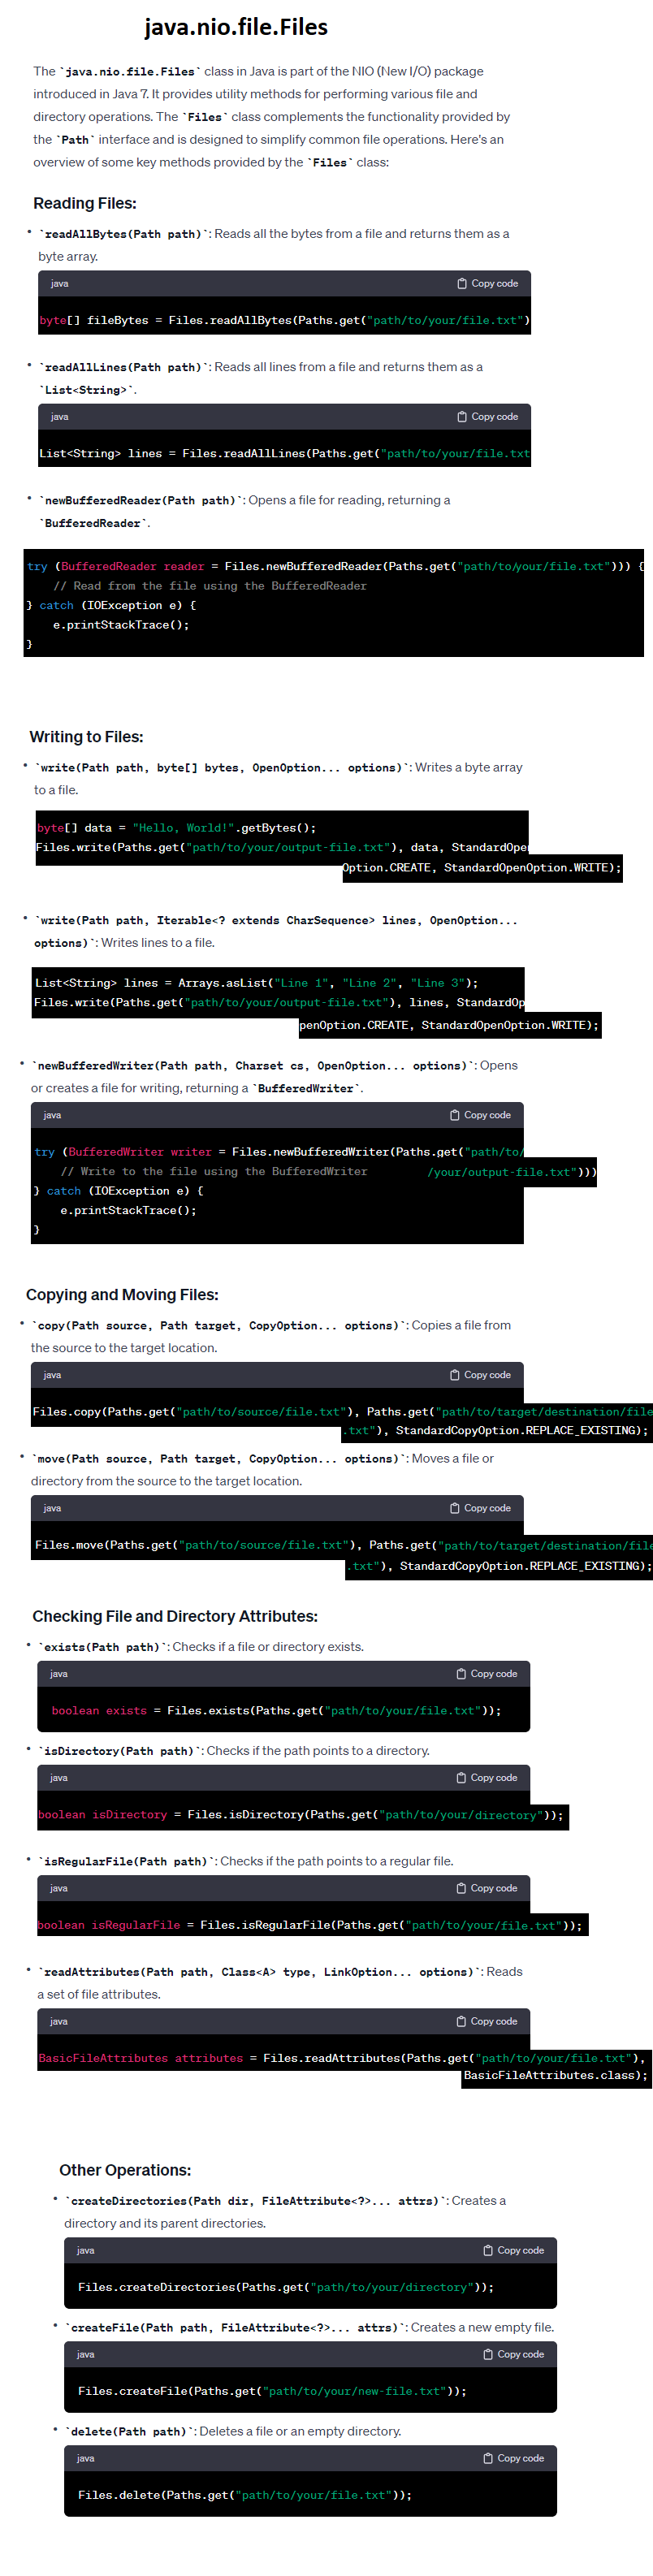 java.nio.file.Files
The `java.nio.file.Files` class in Java is part of the NIO (New I/O) package
introduced in Java 7. It provides utility methods for performing various file and
directory operations. The `Files` class complements the functionality provided by
the `Path` interface and is designed to simplify common file operations. Here's an
overview of some key methods provided by the `Files` class:
Reading Files:
• `readAllBytes(Path path)`: Reads all the bytes from a file and returns them as a
byte array.
java Copy code
byte[] fileBytes = Files.readAllBytes(Paths.get("path/to/your/file.txt")
• `readAllLines(Path path)`: Reads all lines from a file and returns them as a
`List<String>`.
java Copy code
List<String> lines = Files.readAllLines(Paths.get("path/to/your/file.txt
• `newBufferedReader(Path path)`: Opens a file for reading, returning a
`BufferedReader`.
try (BufferedReader reader = Files.newBufferedReader(Paths.get("path/to/your/file.txt"))) {
// Read from the file using the BufferedReader
} catch (IOException e) {
e.printStackTrace();
}
Writing to Files:
• `write(Path path, byte[] bytes, OpenOption... options)`: Writes a byte array
to a file.
byte[] data = "Hello, World!".getBytes();
Files.write(Paths.get("path/to/your/output-file.txt"), data, StandardOpen
Option.CREATE, StandardOpenOption.WRITE);
• `write(Path path, Iterable<? extends CharSequence> lines, OpenOption...
options)`: Writes lines to a file.
List<String> lines = Arrays.asList("Line 1", "Line 2", "Line 3");
Files.write(Paths.get("path/to/your/output-file.txt"), lines, StandardOp
penOption.CREATE, StandardOpenOption.WRITE);
• `newBufferedWriter(Path path, Charset cs, OpenOption... options)`: Opens
or creates a file for writing, returning a `BufferedWriter`.
java Copy code
try (BufferedWriter writer = Files.newBufferedWriter(Paths.get("path/to/
// Write to the file using the BufferedWriter /your/output-file.txt")))
} catch (IOException e) {
e.printStackTrace();
}
Copying and Moving Files:
• `copy(Path source, Path target, CopyOption... options)`: Copies a file from
the source to the target location.
java Copy code
Files.copy(Paths.get("path/to/source/file.txt"), Paths.get("path/to/target/destination/file
.txt"), StandardCopyOption.REPLACE_EXISTING);
• `move(Path source, Path target, CopyOption... options)`: Moves a file or
directory from the source to the target location.
java Copy code
Files.move(Paths.get("path/to/source/file.txt"), Paths.get("path/to/target/destination/file
.txt"), StandardCopyOption.REPLACE_EXISTING);
Checking File and Directory Attributes:
• `exists(Path path)`: Checks if a file or directory exists.
java Copy code
boolean exists = Files.exists(Paths.get("path/to/your/file.txt"));
• `isDirectory(Path path)`: Checks if the path points to a directory.
java Copy code
boolean isDirectory = Files.isDirectory(Paths.get("path/to/your/directory"));
• `isRegularFile(Path path)`: Checks if the path points to a regular file.
java Copy code
boolean isRegularFile = Files.isRegularFile(Paths.get("path/to/your/file.txt"));
• `readAttributes(Path path, Class<A> type, LinkOption... options)`: Reads
a set of file attributes.
java Copy code
BasicFileAttributes attributes = Files.readAttributes(Paths.get("path/to/your/file.txt"),
BasicFileAttributes.class);
Other Operations:
• `createDirectories(Path dir, FileAttribute<?>... attrs)`: Creates a
directory and its parent directories.
java Copy code
Files.createDirectories(Paths.get("path/to/your/directory"));
• `createFile(Path path, FileAttribute<?>... attrs)`: Creates a new empty file.
java Copy code
Files.createFile(Paths.get("path/to/your/new-file.txt"));
• `delete(Path path)`: Deletes a file or an empty directory.
java Copy code
Files.delete(Paths.get("path/to/your/file.txt"));